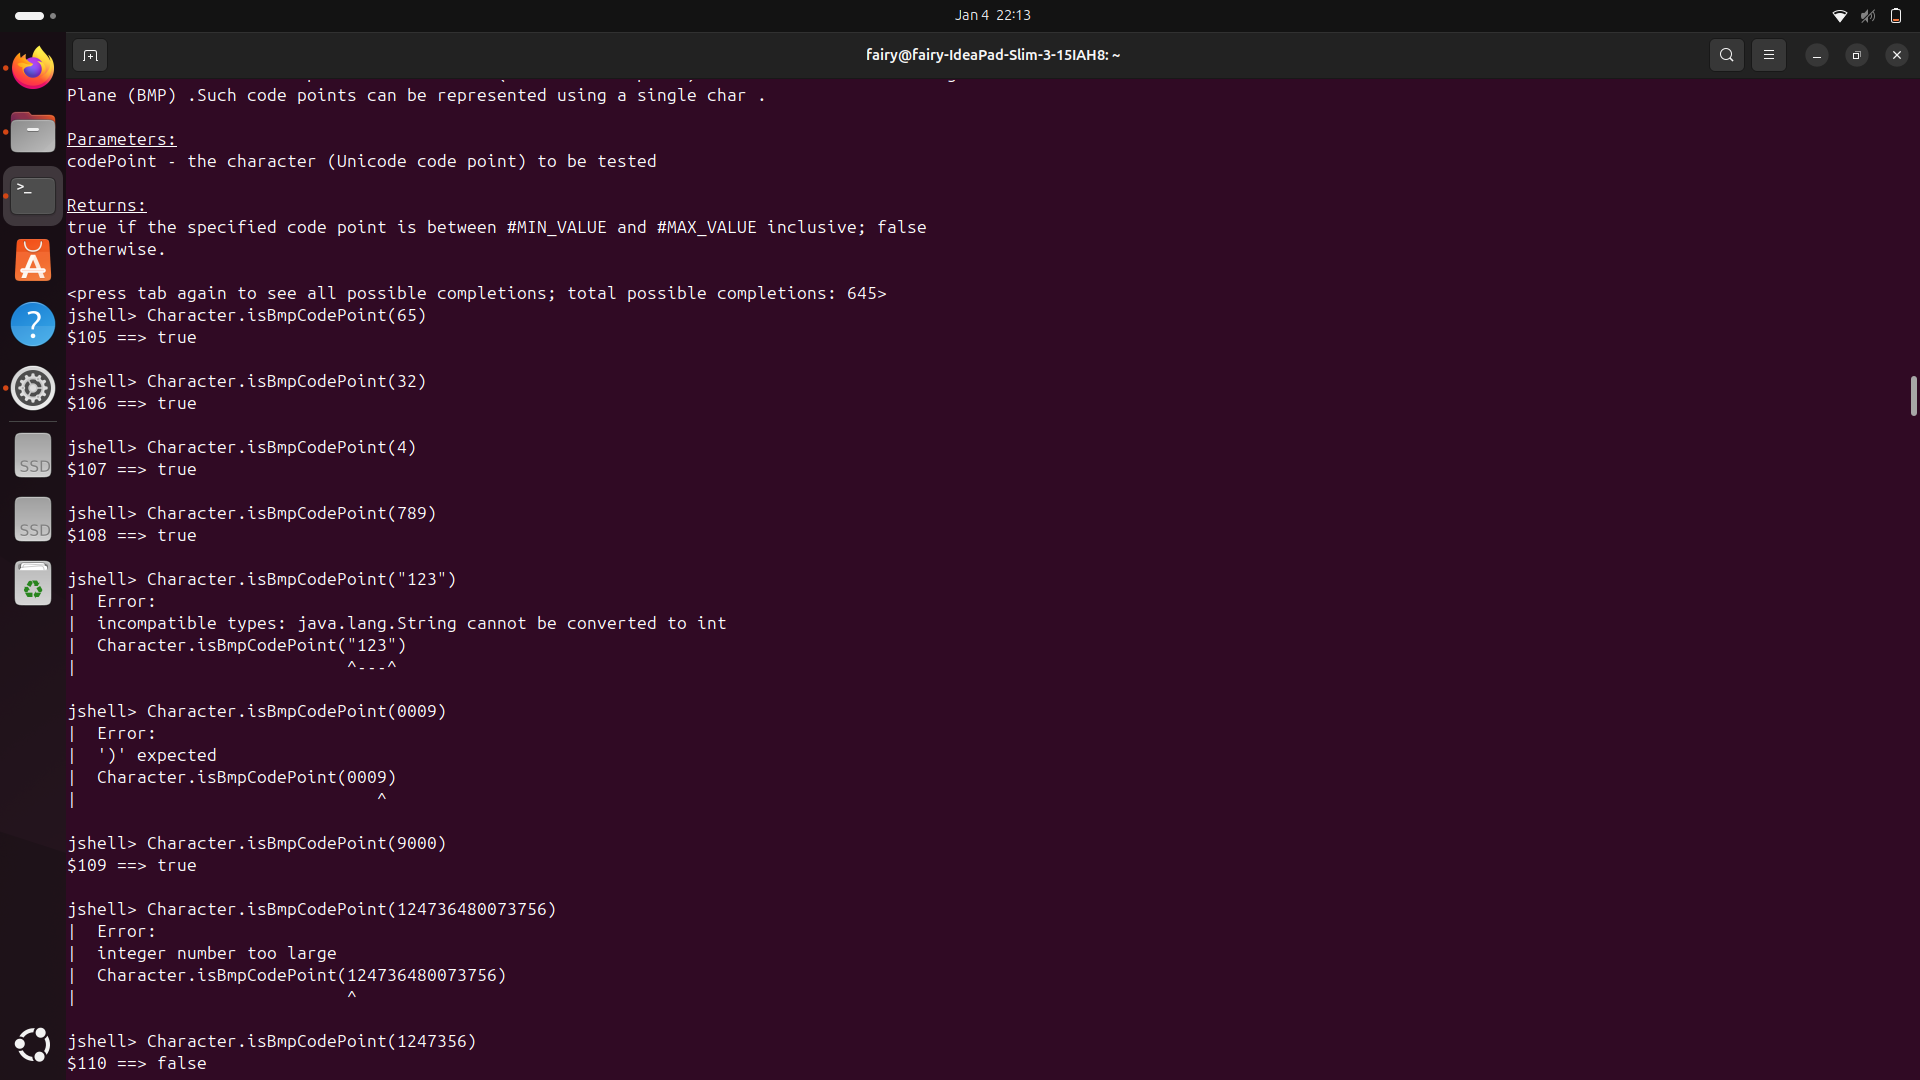 Jan 4 22:13
fairy@fairy-IdeaPad-Slim-3-15IAH8: ~
Plane (BMP) .Such code points can be represented using a single char .
Parameters:
codePoint - the character (Unicode code point) to be tested
Returns:
true if the specified code point is between #MIN_VALUE and #MAX_VALUE inclusive; false
otherwise.
<press tab again to see all possible completions; total possible completions: 645>
jshell> Character.isBmpCodePoint(65)
$105 ==> true
jshell> Character.isBmpCodePoint(32)
$106 ==> true
jshell> Character.isBmpCodePoint(4)
$107 ==> true
jshell> Character.isBmpCodePoint(789)
$108 ==> true
jshell> Character.isBmpCodePoint("123")
|  Error:
|  incompatible types: java.lang.String cannot be converted to int
|  Character.isBmpCodePoint("123")
|                           ^---^
jshell> Character.isBmpCodePoint(0009)
|  Error:
|  ')' expected
|  Character.isBmpCodePoint(0009)
|                              ^
jshell> Character.isBmpCodePoint(9000)
$109 ==> true
jshell> Character.isBmpCodePoint(124736480073756)
|  Error:
|  integer number too large
|  Character.isBmpCodePoint(124736480073756)
|                           ^
jshell> Character.isBmpCodePoint(1247356)
$110 ==> false
>_
A
?
SSD
SSD